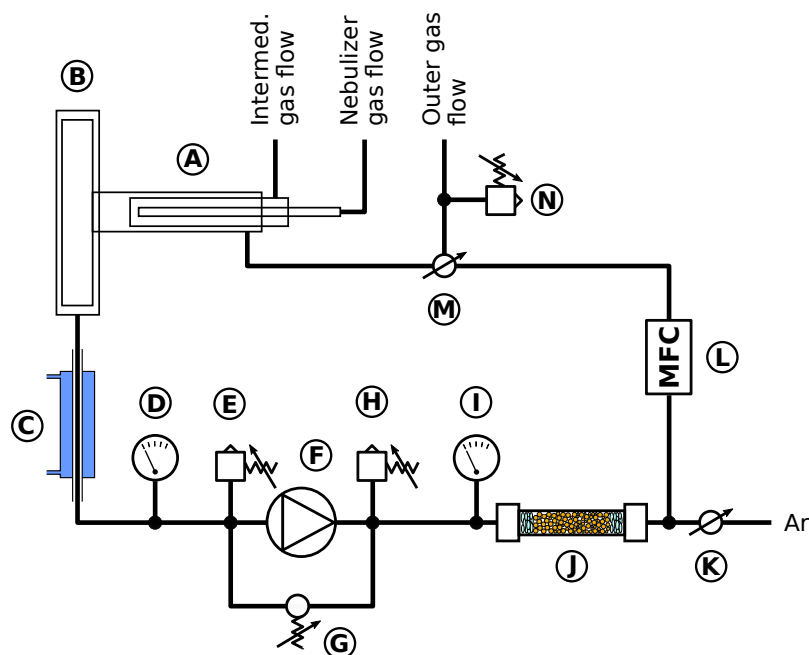 Intermed.
gas flow
Nebulizer
gas flow
Outer gas
flow
B
A
N
M
MFC
L
C
D
E
F
H
I
Ar
J
K
G